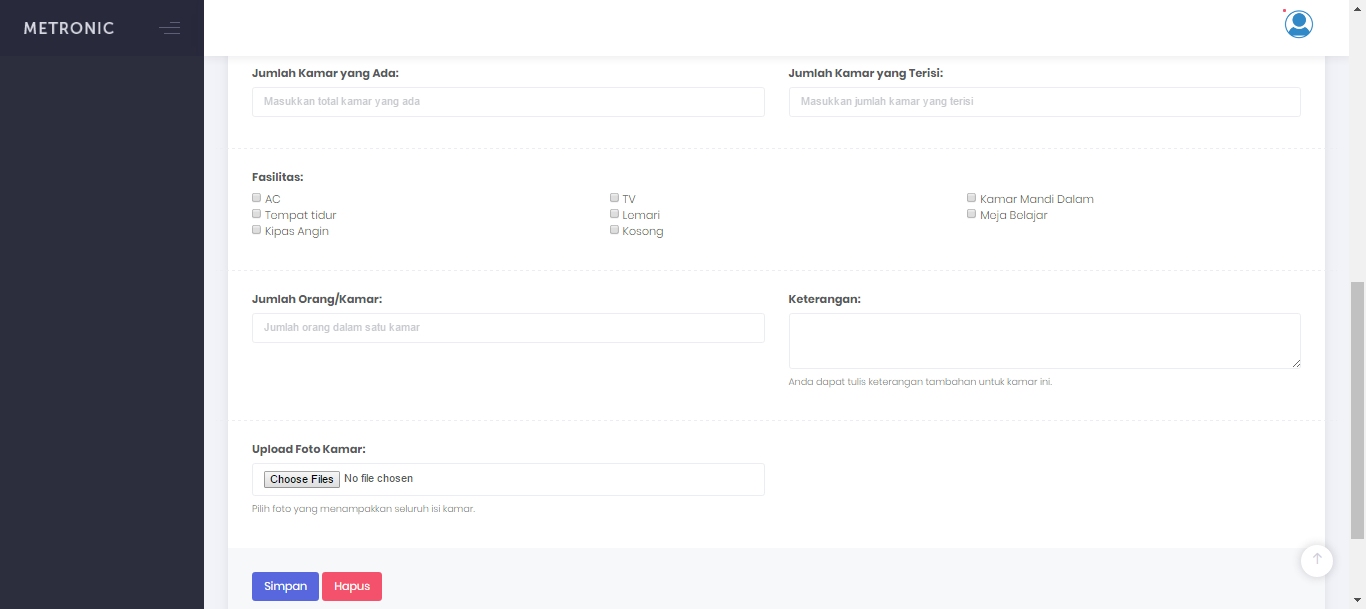 METRONIC
Jumlah Kamar yang Ada:
Jumlah Kamar yang Terisi:
Masukkan total kamar yang ada
Masukkan jumlah kamar yang terisi
Fasilitas:
AC
TV
Kamar Mandi Dalam
Tempat tidur
Lemari
Meja Belajar
Kipas Angin
Kosong
Jumlah Orang/Kamar:
Keterangan:
Jumlah orang dalam satu kamar
Anda dapat tulis keterangan tambahan untuk kamar ini.
Upload Foto Kamar:
Choose Files No file chosen
Pilih foto yang menampakkan seluruh isi kamar.
Simpan
Hapus